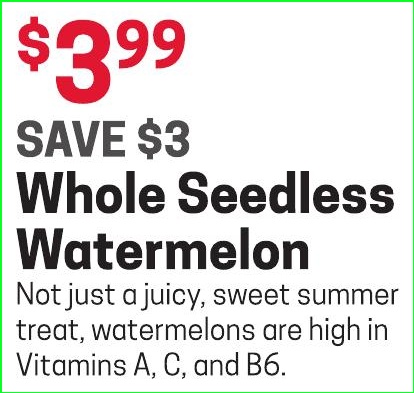 $3.99
SAVE $3
Whole Seedless
Watermelon
Not just a juicy, sweet summer
treat, watermelons are high in
Vitamins A, C, and B6.